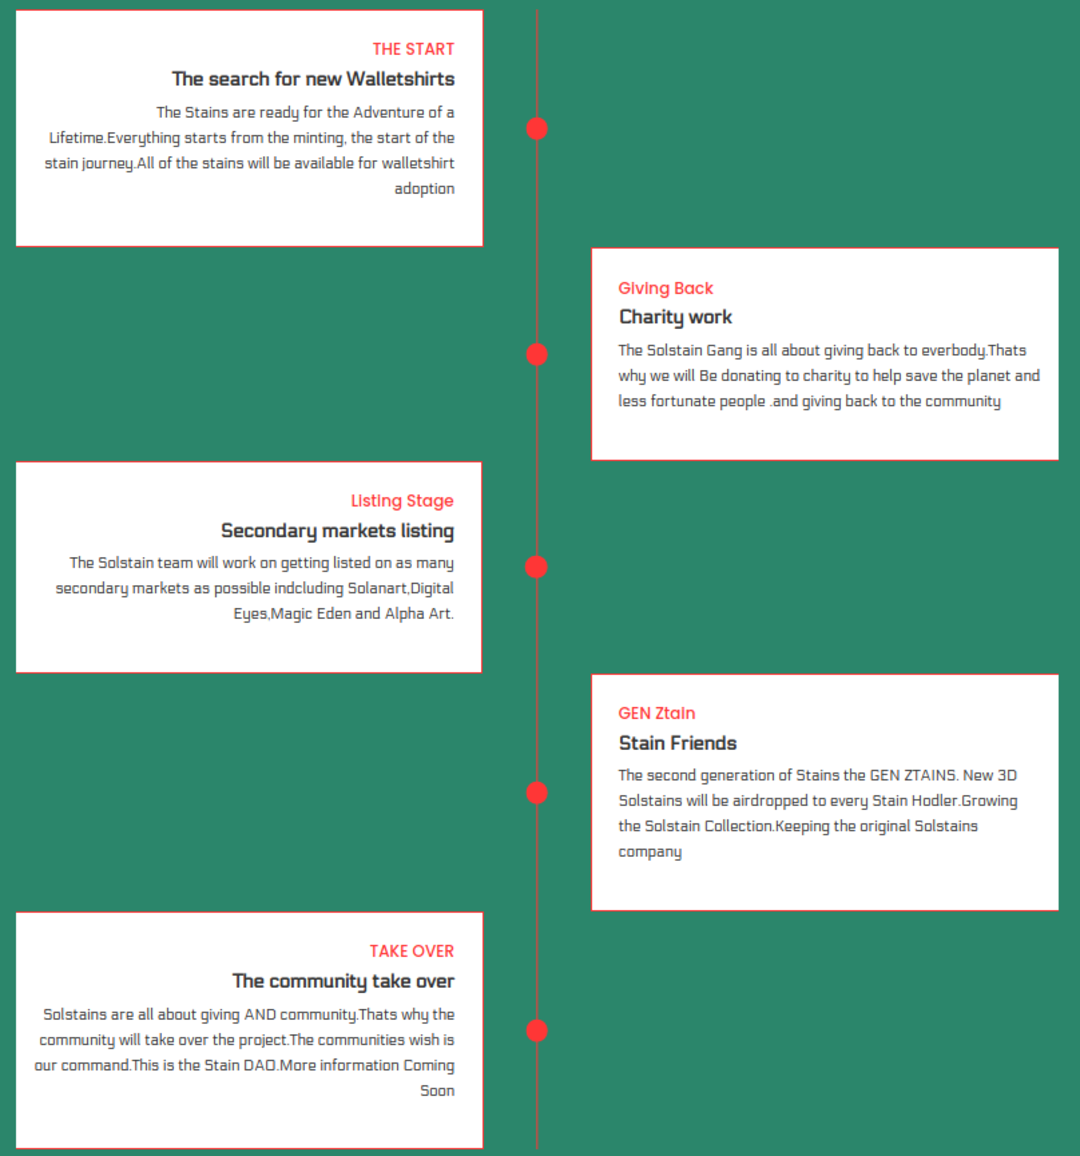 THE START
The search for new Walletshirts
The Stains are ready for the Adventure of a
Lifetime.Everything starts from the minting, the start of the
stain journey.All of the stains will be available for walletshirt
adoption
Giving Back
Charity work
The Solstain Gang is all about giving back to everbody.Thats
why we will Be donating to charity to help save the planet and
less fortunate people .and giving back to the community
Listing Stage
Secondary markets listing
The Solstain team will work on getting listed on as many
secondary markets as possible indcluding Solanart,Digital
Eyes,Magic Eden and Alpha Art.
GEN Ztain
Stain Friends
The second generation of Stains the GEN ZTAINS. New 3D
Solstains will be airdropped to every Stain Hodler.Growing
the Solstain Collection.Keeping the original Solstains
company
TAKE OVER
The community take over
Solstains are all about giving AND community.Thats why the
community will take over the project.The communities wish is
our command.This is the Stain DAO.More information Coming
Soon